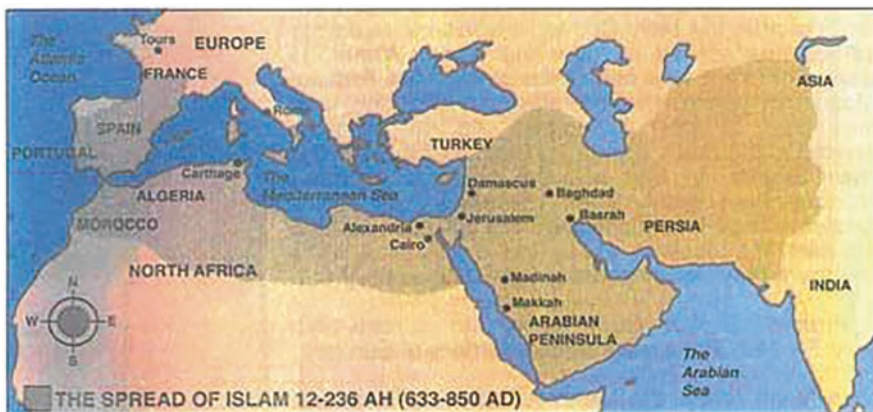 The
Atlantic
Ocean
Tours
EUROPE
FRANCE
ASIA
SPAIN
Rome
PORTUGAL
TURKEY
Carthage
The
Mediterranean Sea
ALGERIA
Damascus
Baghdad
MOROCCO
Alexandria
Jerusalem
Basrah
PERSIA
Cairo
NORTH AFRICA
INDIA
Madinah
Makkah
ARABIAN
PENINSULA
N
W
E
S
The
Arabian
Sea
THE SPREAD OF ISLAM 12-236 AH (633-850 AD)